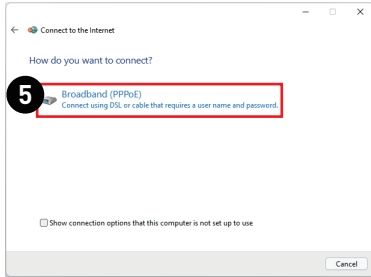 Connect to the Internet
How do you want to connect?
5
Broadband (PPPoE)
Connect using DSL or cable that requires a user name and password.
Show connection options that this computer is not set up to use
Cancel